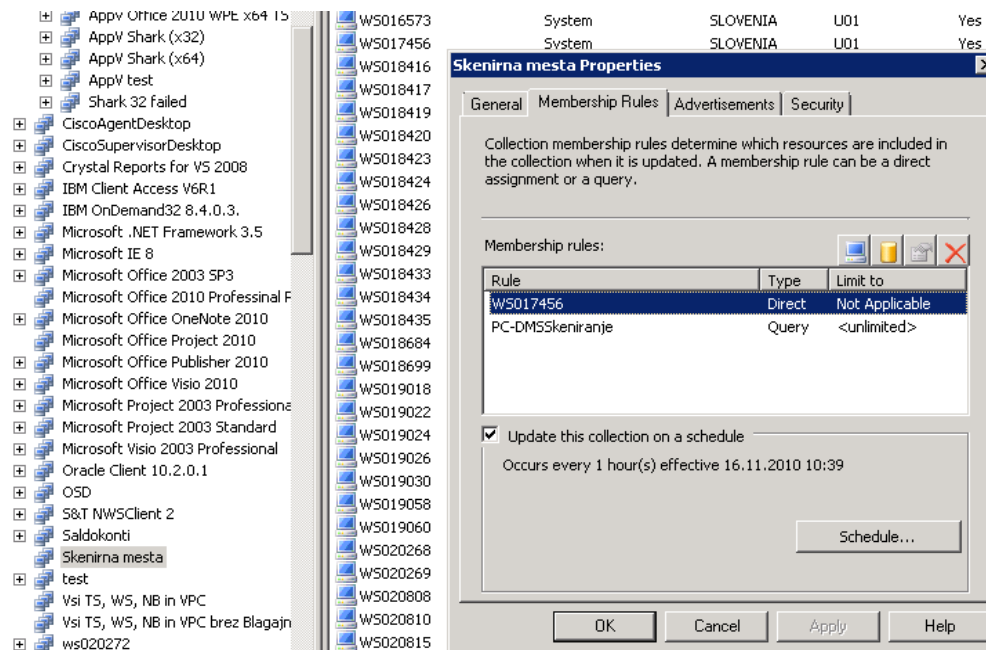 AppV Office 2010 WPE x64 TS
AppV Shark (x32)
AppV Shark (x64)
AppV test
Shark 32 failed
CiscoAgentDesktop
CiscoSupervisorDesktop
Crystal Reports for VS 2008
IBM Client Access V6R1
IBM OnDemand32 8.4.0.3.
Microsoft .NET Framework 3.5
Microsoft IE 8
Microsoft Office 2003 SP3
Microsoft Office 2010 Professinal P
Microsoft Office OneNote 2010
Microsoft Office Project 2010
Microsoft Office Publisher 2010
Microsoft Office Visio 2010
Microsoft Project 2003 Professiona
Microsoft Project 2003 Standard
Microsoft Visio 2003 Professional
Oracle Client 10.2.0.1
OSD
S&T NWSClient 2
Saldokonti
Skenirna mesta
test
Vsi TS, WS, NB in VPC
Vsi TS, WS, NB in VPC brez Blagajn
ws020272
WS016573 System SLOVENIA U01 Yes
WS017456 System SLOVENIA U01 Yes
WS018416
WS018417
WS018419
WS018420
WS018423
WS018424
WS018426
WS018428
WS018429
WS018433
WS018434
WS018435
WS018684
WS018699
WS019018
WS019022
WS019024
WS019026
WS019030
WS019058
WS019060
WS020268
WS020269
WS020808
WS020810
WS020815
Skenirna mesta Properties
General Membership Rules Advertisements Security
Collection membership rules determine which resources are included in
the collection when it is updated. A membership rule can be a direct
assignment or a query.
Membership rules:
Rule Type Limit to
WS017456 Direct Not Applicable
PC-DMSSkeniranje Query <unlimited>
Update this collection on a schedule
Occurs every 1 hour(s) effective 16.11.2010 10:39
Schedule...
OK Cancel Apply Help